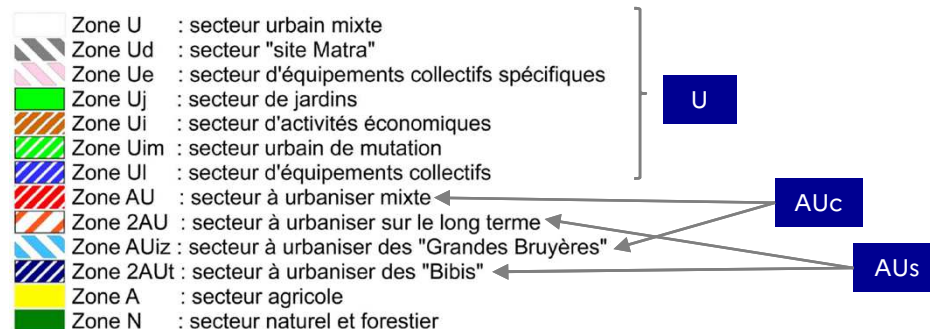 Zone U : secteur urbain mixte
Zone Ud : secteur "site Matra"
Zone Ue : secteur d'équipements collectifs spécifiques
Zone Uj : secteur de jardins
Zone Ui : secteur d'activités économiques
Zone Uim : secteur urbain de mutation
Zone Ul : secteur d'équipements collectifs
Zone AU : secteur à urbaniser mixte
Zone 2AU : secteur à urbaniser sur le long terme
Zone AUiz : secteur à urbaniser des "Grandes Bruyères"
Zone 2AUt : secteur à urbaniser des "Bibis"
Zone A : secteur agricole
Zone N : secteur naturel et forestier
U
AUc
AUs